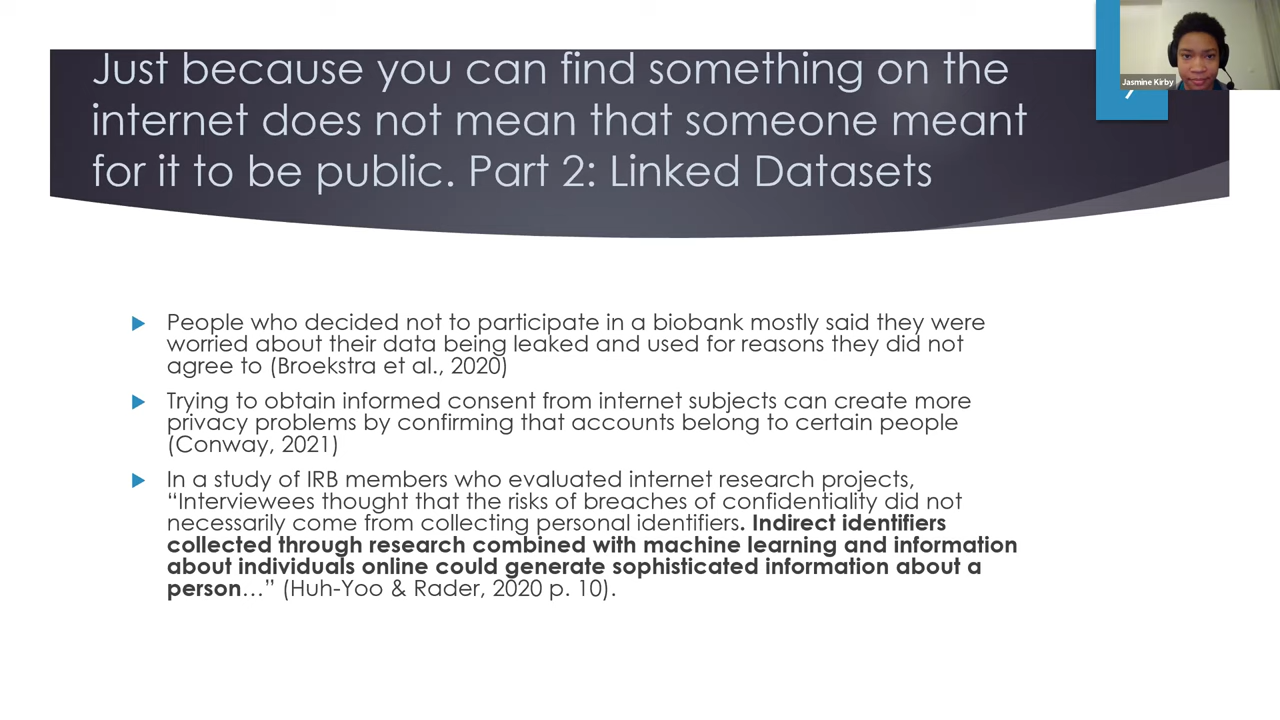 Just because you can find something on the
internet does not mean that someone meant
for it to be public. Part 2: Linked Datasets
Jasmine Kirby
People who decided not to participate in a biobank mostly said they were
worried about their data being leaked and used for reasons they did not
agree to (Broekstra et al., 2020)
Trying to obtain informed consent from internet subjects can create more
privacy problems by confirming that accounts belong to certain people
(Conway, 2021)
In a study of IRB members who evaluated internet research projects,
“Interviewees thought that the risks of breaches of confidentiality did not
necessarily come from collecting personal identifiers. Indirect identifiers
collected through research combined with machine learning and information
about individuals online could generate sophisticated information about a
person…” (Huh-Yoo & Rader, 2020 p. 10).